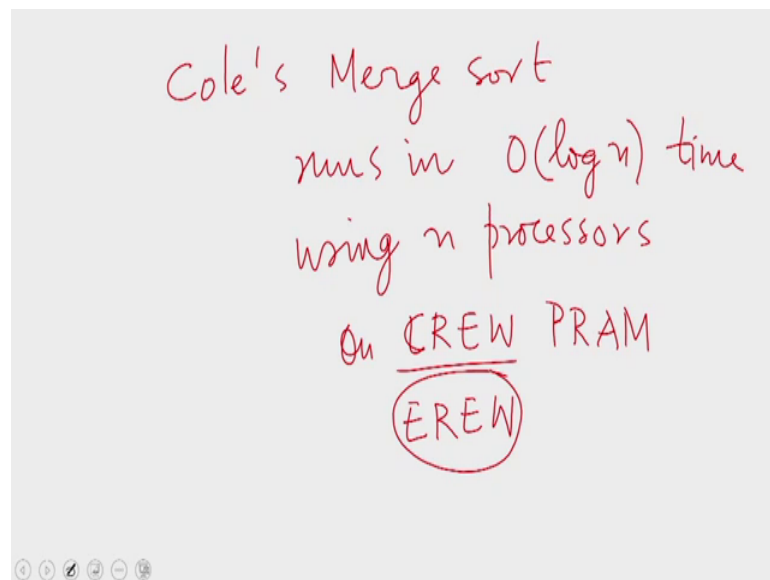 Cole's Merge sort
runs in O(log n) time
using n processors
on CREW PRAM
EREW